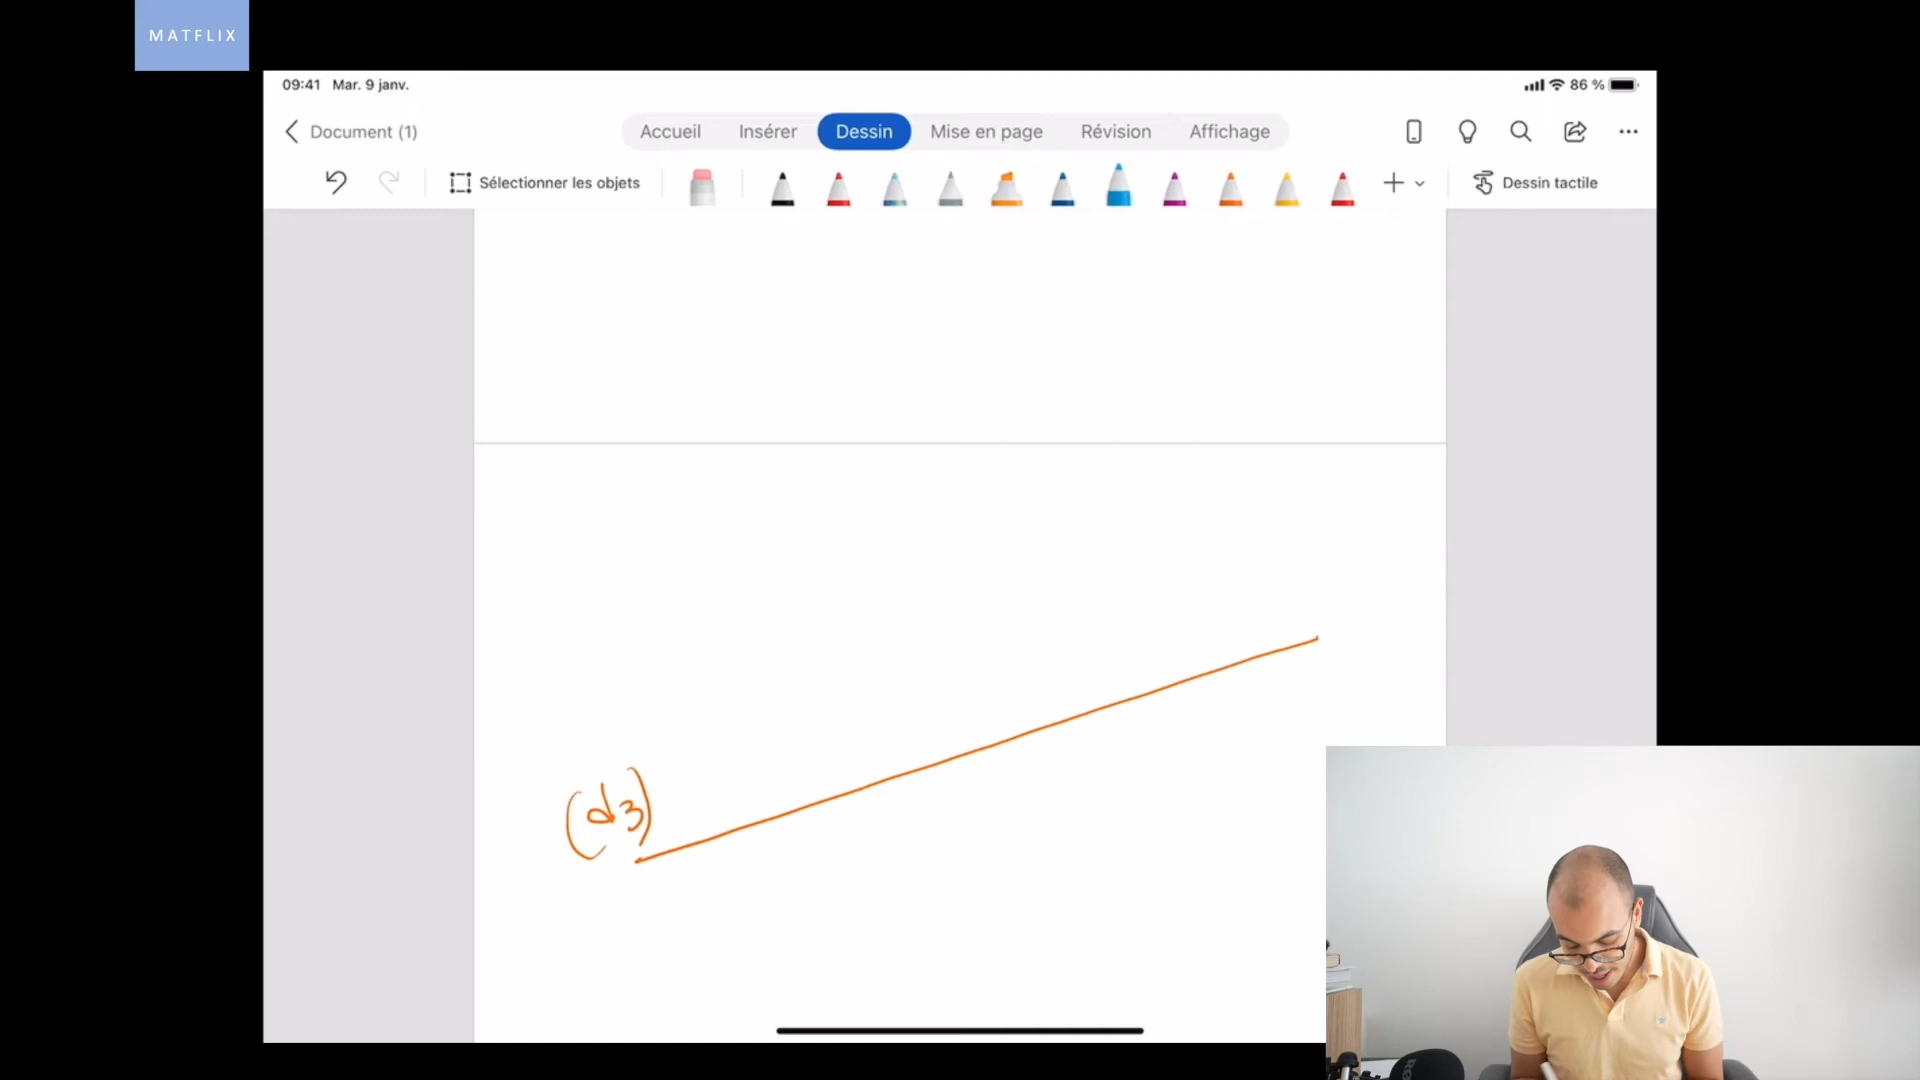 MATFLIX
09:41 Mar. 9 janv. 86 %
Document (1) Accueil Insérer Dessin Mise en page Révision Affichage
Sélectionner les objets Dessin tactile
(d3)